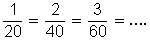 1/20 = 2/40 = 3/60 = ....